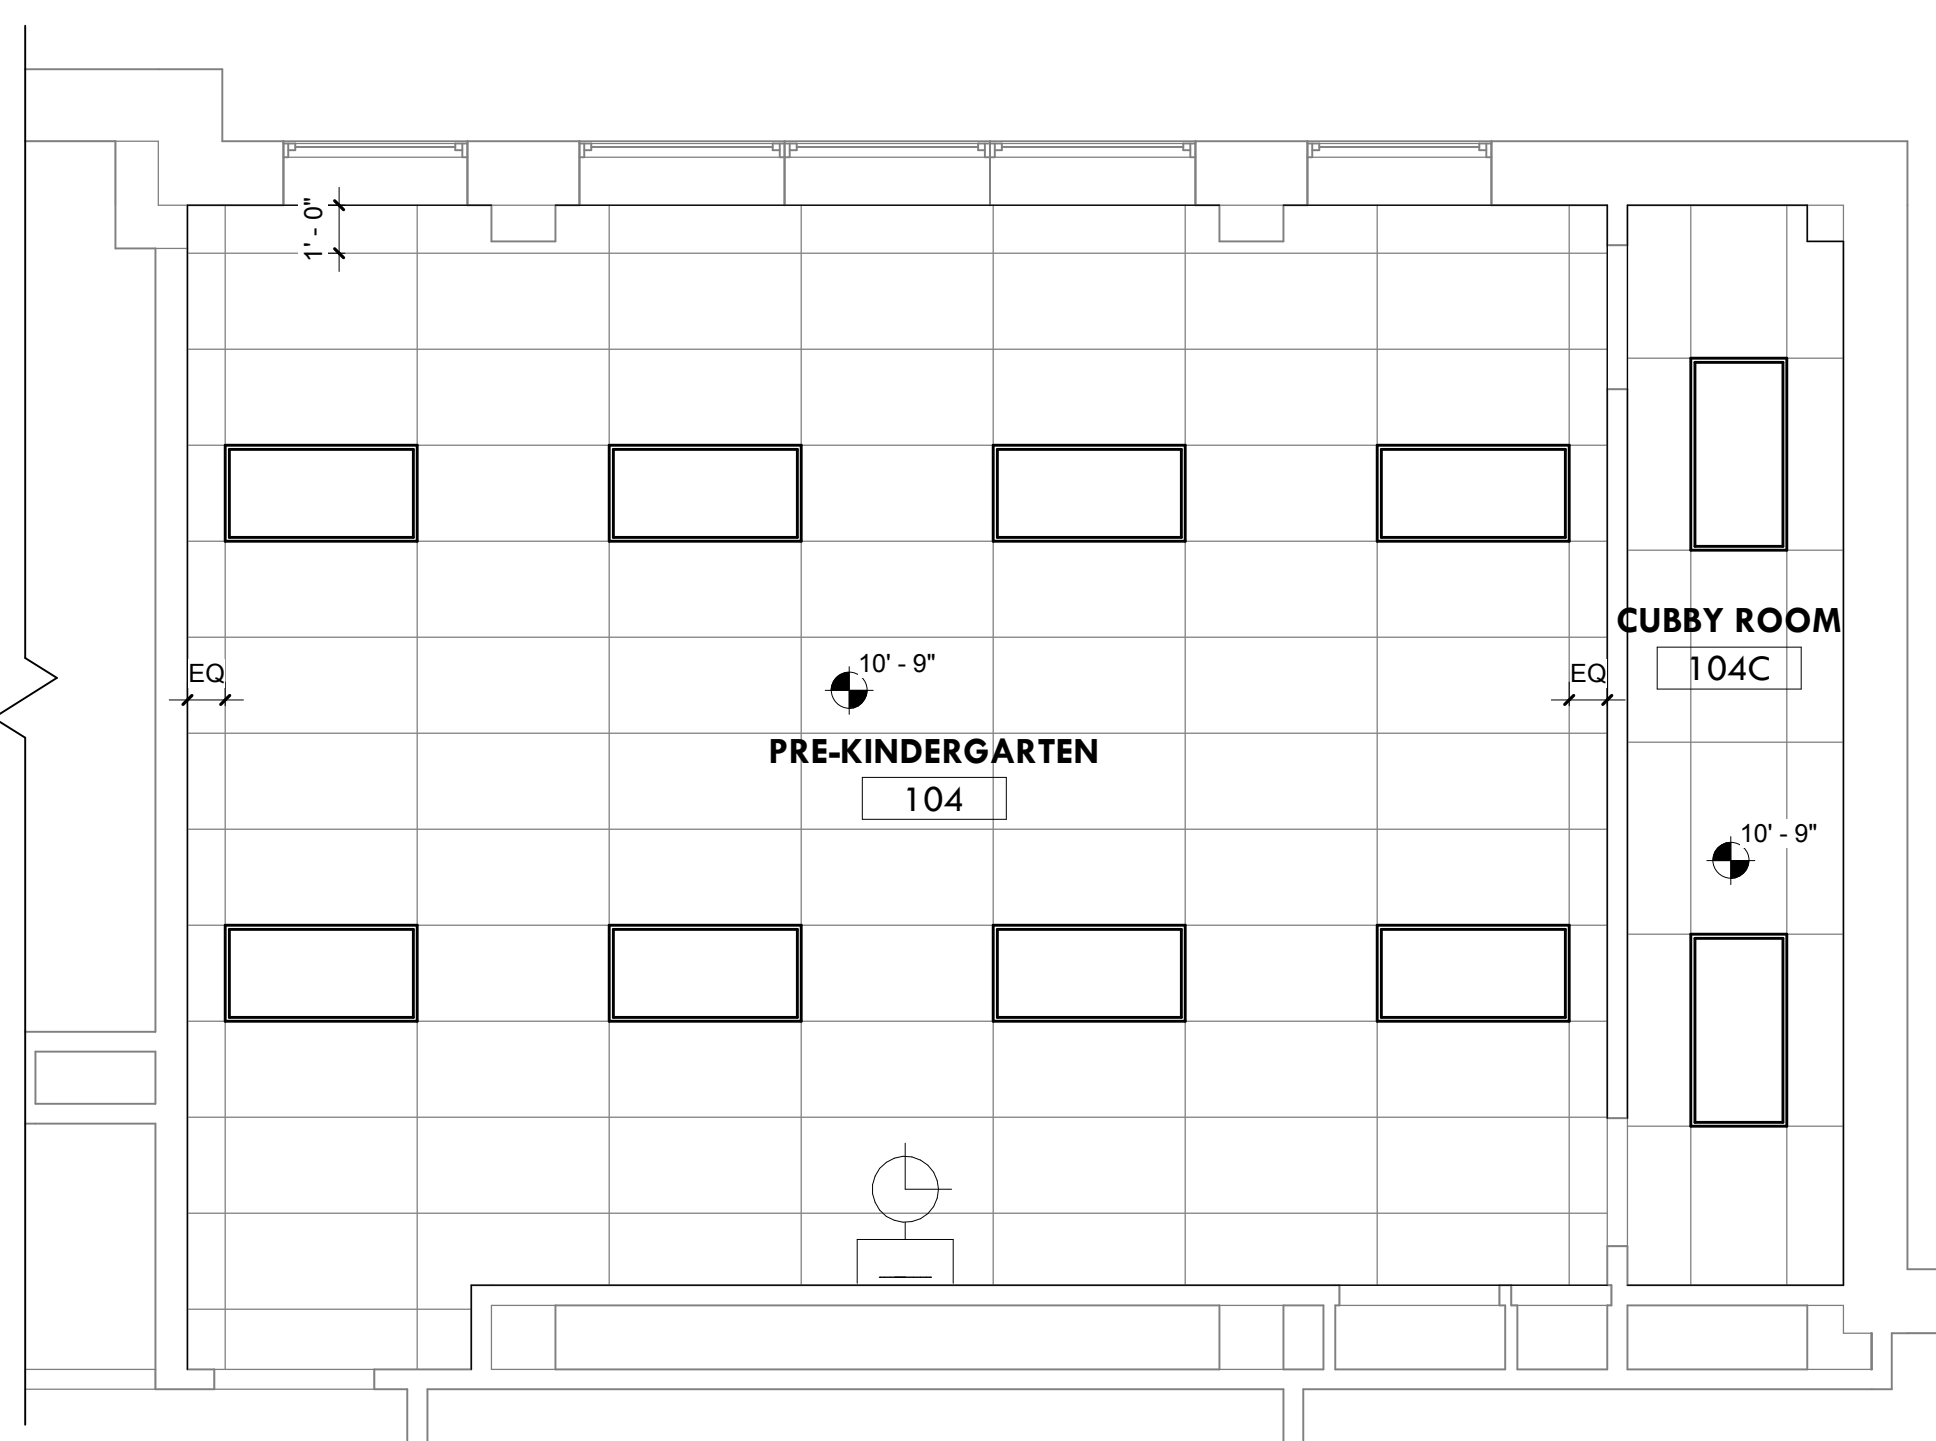 1' - 0"
CUBBY ROOM
104C
EQ
10' - 9"
EQ
PRE-KINDERGARTEN
104
10' - 9"